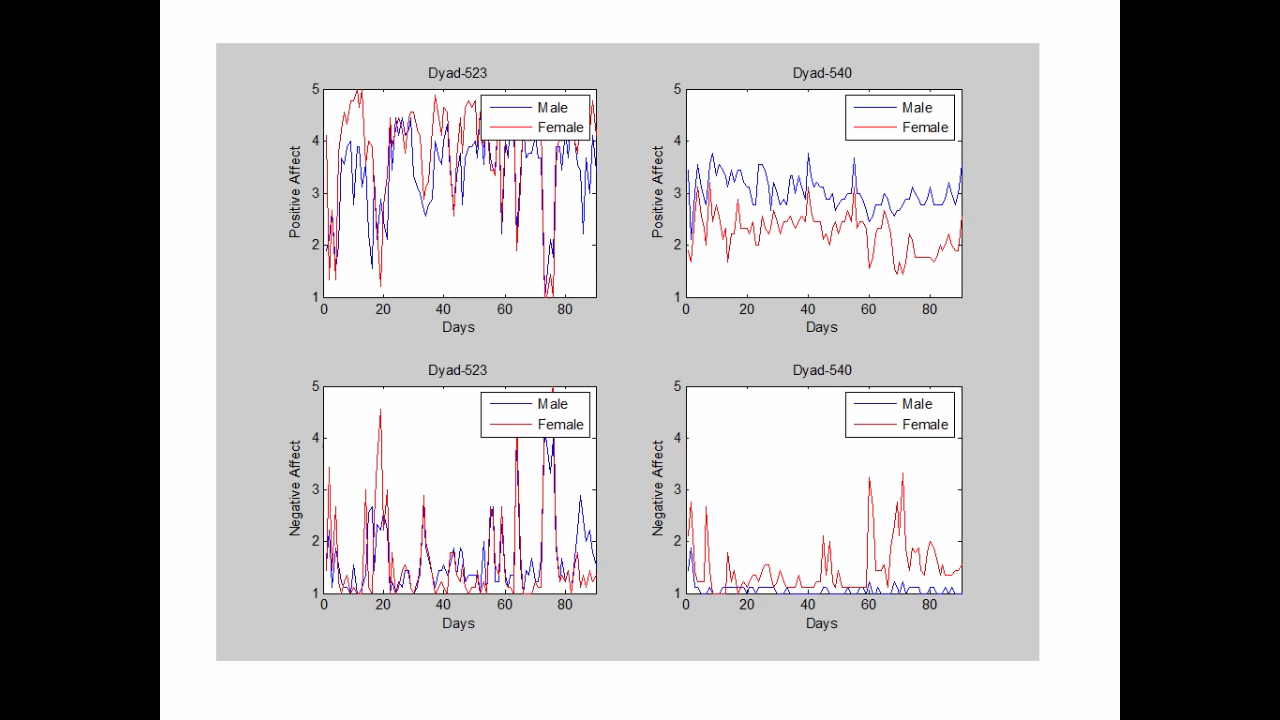 Dyad-523
5
4
3
2
1
Positive Affect
0 20 40 60 80
Days
Male
Female
Dyad-540
5
4
3
2
1
Positive Affect
0 20 40 60 80
Days
Male
Female
Dyad-523
5
4
3
2
1
Negative Affect
0 20 40 60 80
Days
Male
Female
Dyad-540
5
4
3
2
1
Negative Affect
0 20 40 60 80
Days
Male
Female